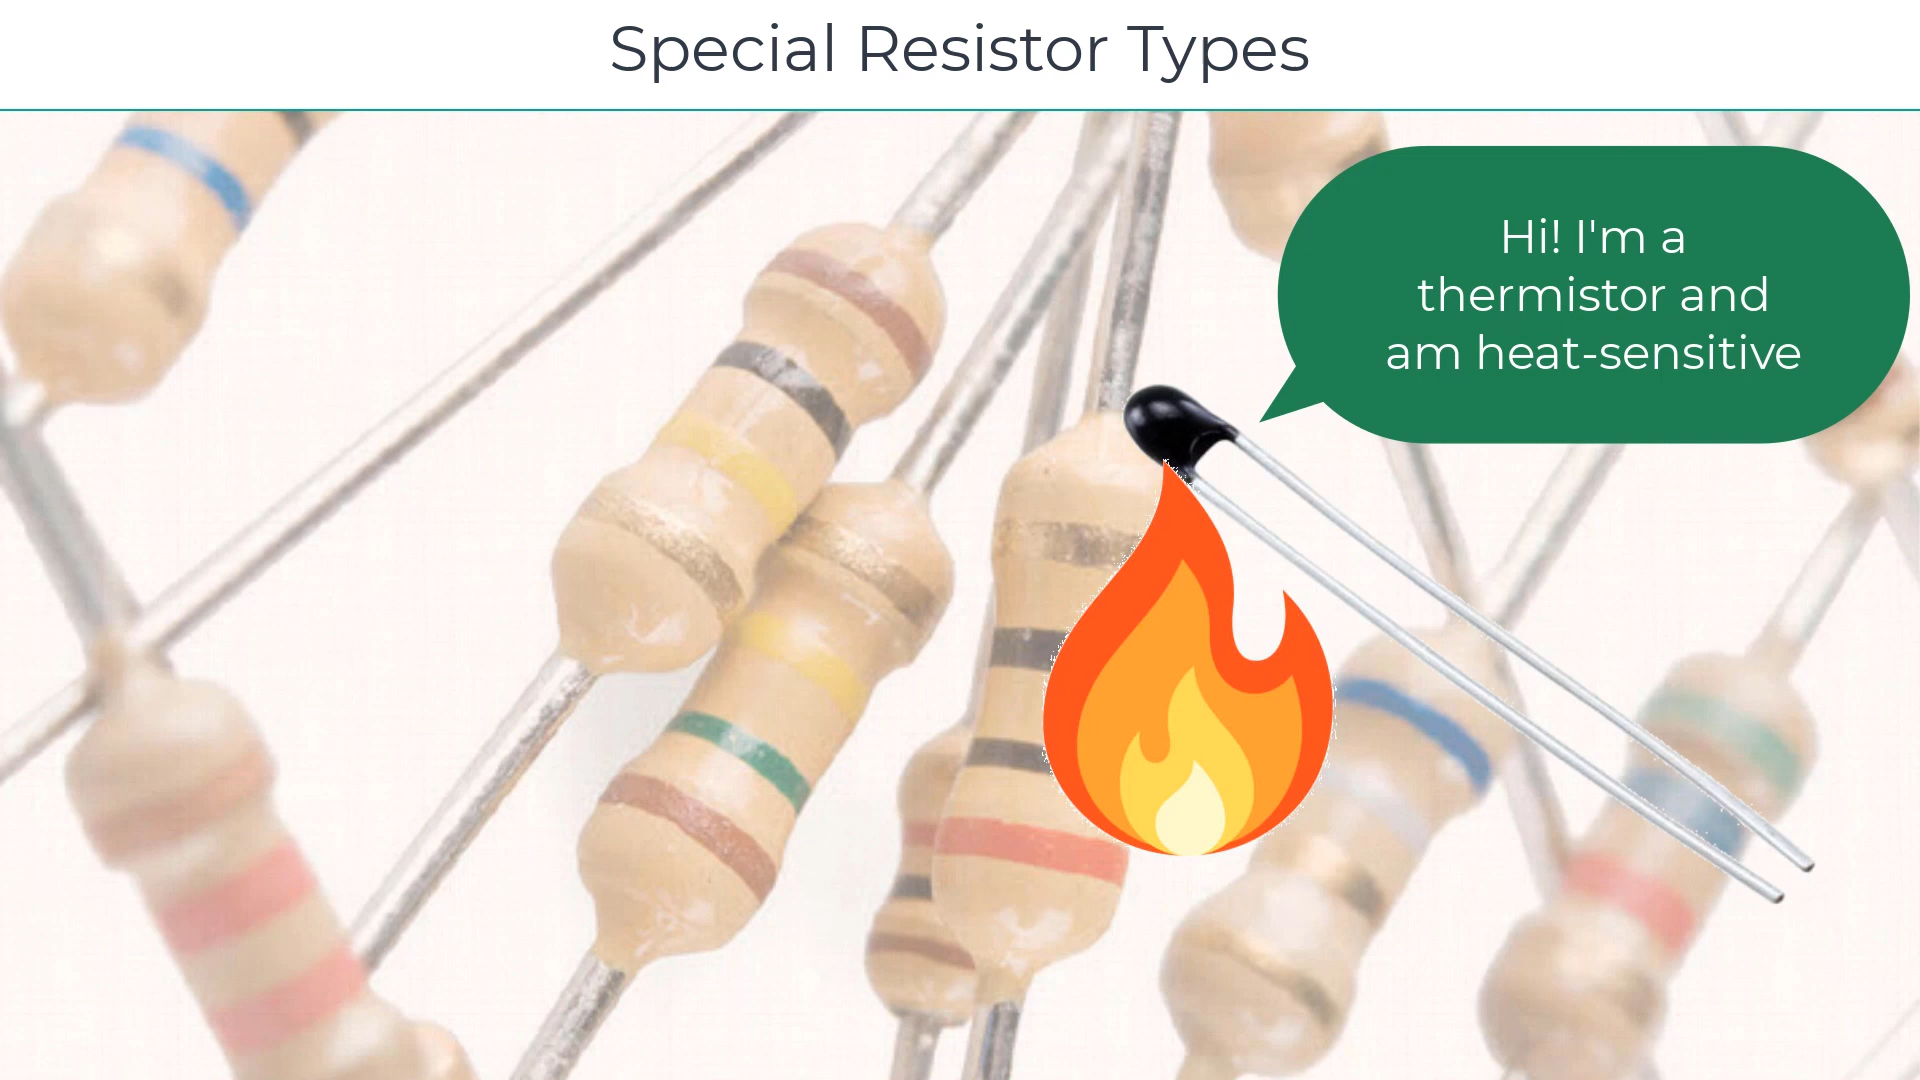 Special Resistor Types
Hi! I'm a
thermistor and
am heat-sensitive